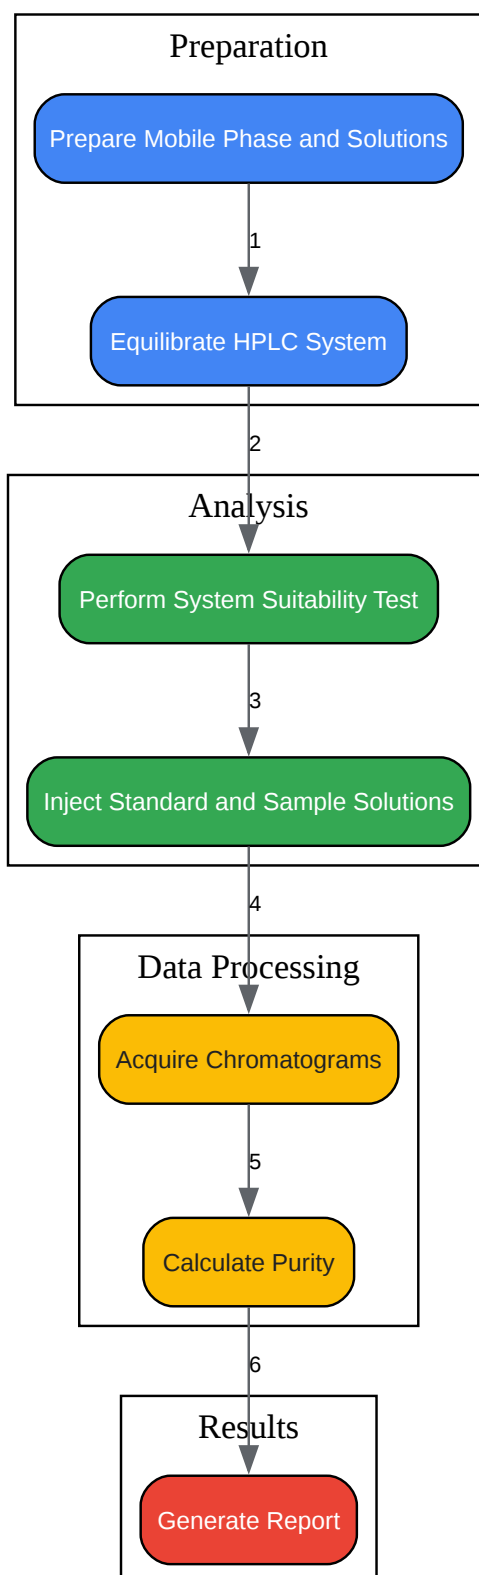 Preparation
Prepare Mobile Phase and Solutions
1
Equilibrate HPLC System
2
Analysis
Perform System Suitability Test
3
Inject Standard and Sample Solutions
4
Data Processing
Acquire Chromatograms
5
Calculate Purity
6
Results
Generate Report